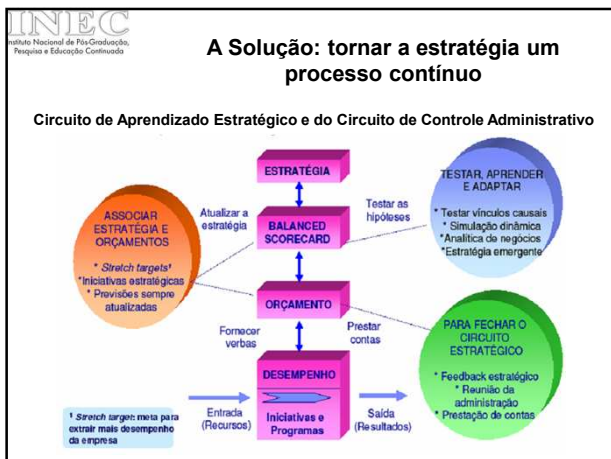 INEC
Instituto Nacional de Pós-Graduação,
Pesquisa e Educação Continuada
A Solução: tornar a estratégia um
processo contínuo
Circuito de Aprendizado Estratégico e do Circuito de Controle Administrativo
ESTRATÉGIA
Atualizar a
estratégia
BALANCED
SCORECARD
Testar as
hipóteses
TESTAR, APRENDER
E ADAPTAR
* Testar vínculos causais
* Simulação dinâmica
*Analítica de negócios
*Estratégia emergente
ASSOCIAR
ESTRATÉGIA E
ORÇAMENTOS
* Stretch targets¹
*Iniciativas estratégicas
* Previsões sempre
atualizadas
ORÇAMENTO
Fornecer
verbas
Prestar
contas
PARA FECHAR O
CIRCUITO
ESTRATÉGICO
* Feedback estratégico
* Reunião da
administração
* Prestação de contas
DESEMPENHO
Iniciativas e
Programas
Entrada
(Recursos)
Saída
(Resultados)
¹ Stretch target: meta para
extrair mais desempenho
da empresa